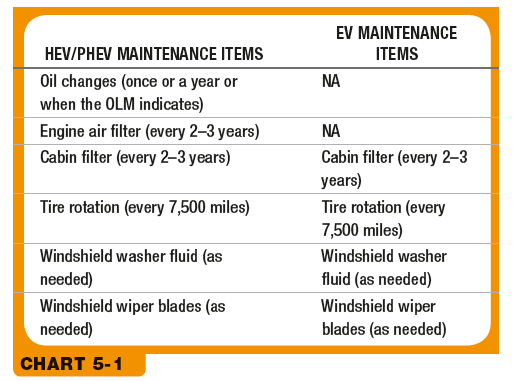 HEV/PHEV MAINTENANCE ITEMS
EV MAINTENANCE
ITEMS
Oil changes (once or a year or
when the OLM indicates)
NA
Engine air filter (every 2–3 years)
NA
Cabin filter (every 2–3 years)
Cabin filter (every 2–3
years)
Tire rotation (every 7,500 miles)
Tire rotation (every
7,500 miles)
Windshield washer fluid (as
needed)
Windshield washer
fluid (as needed)
Windshield wiper blades (as
needed)
Windshield wiper
blades (as needed)
CHART 5-1